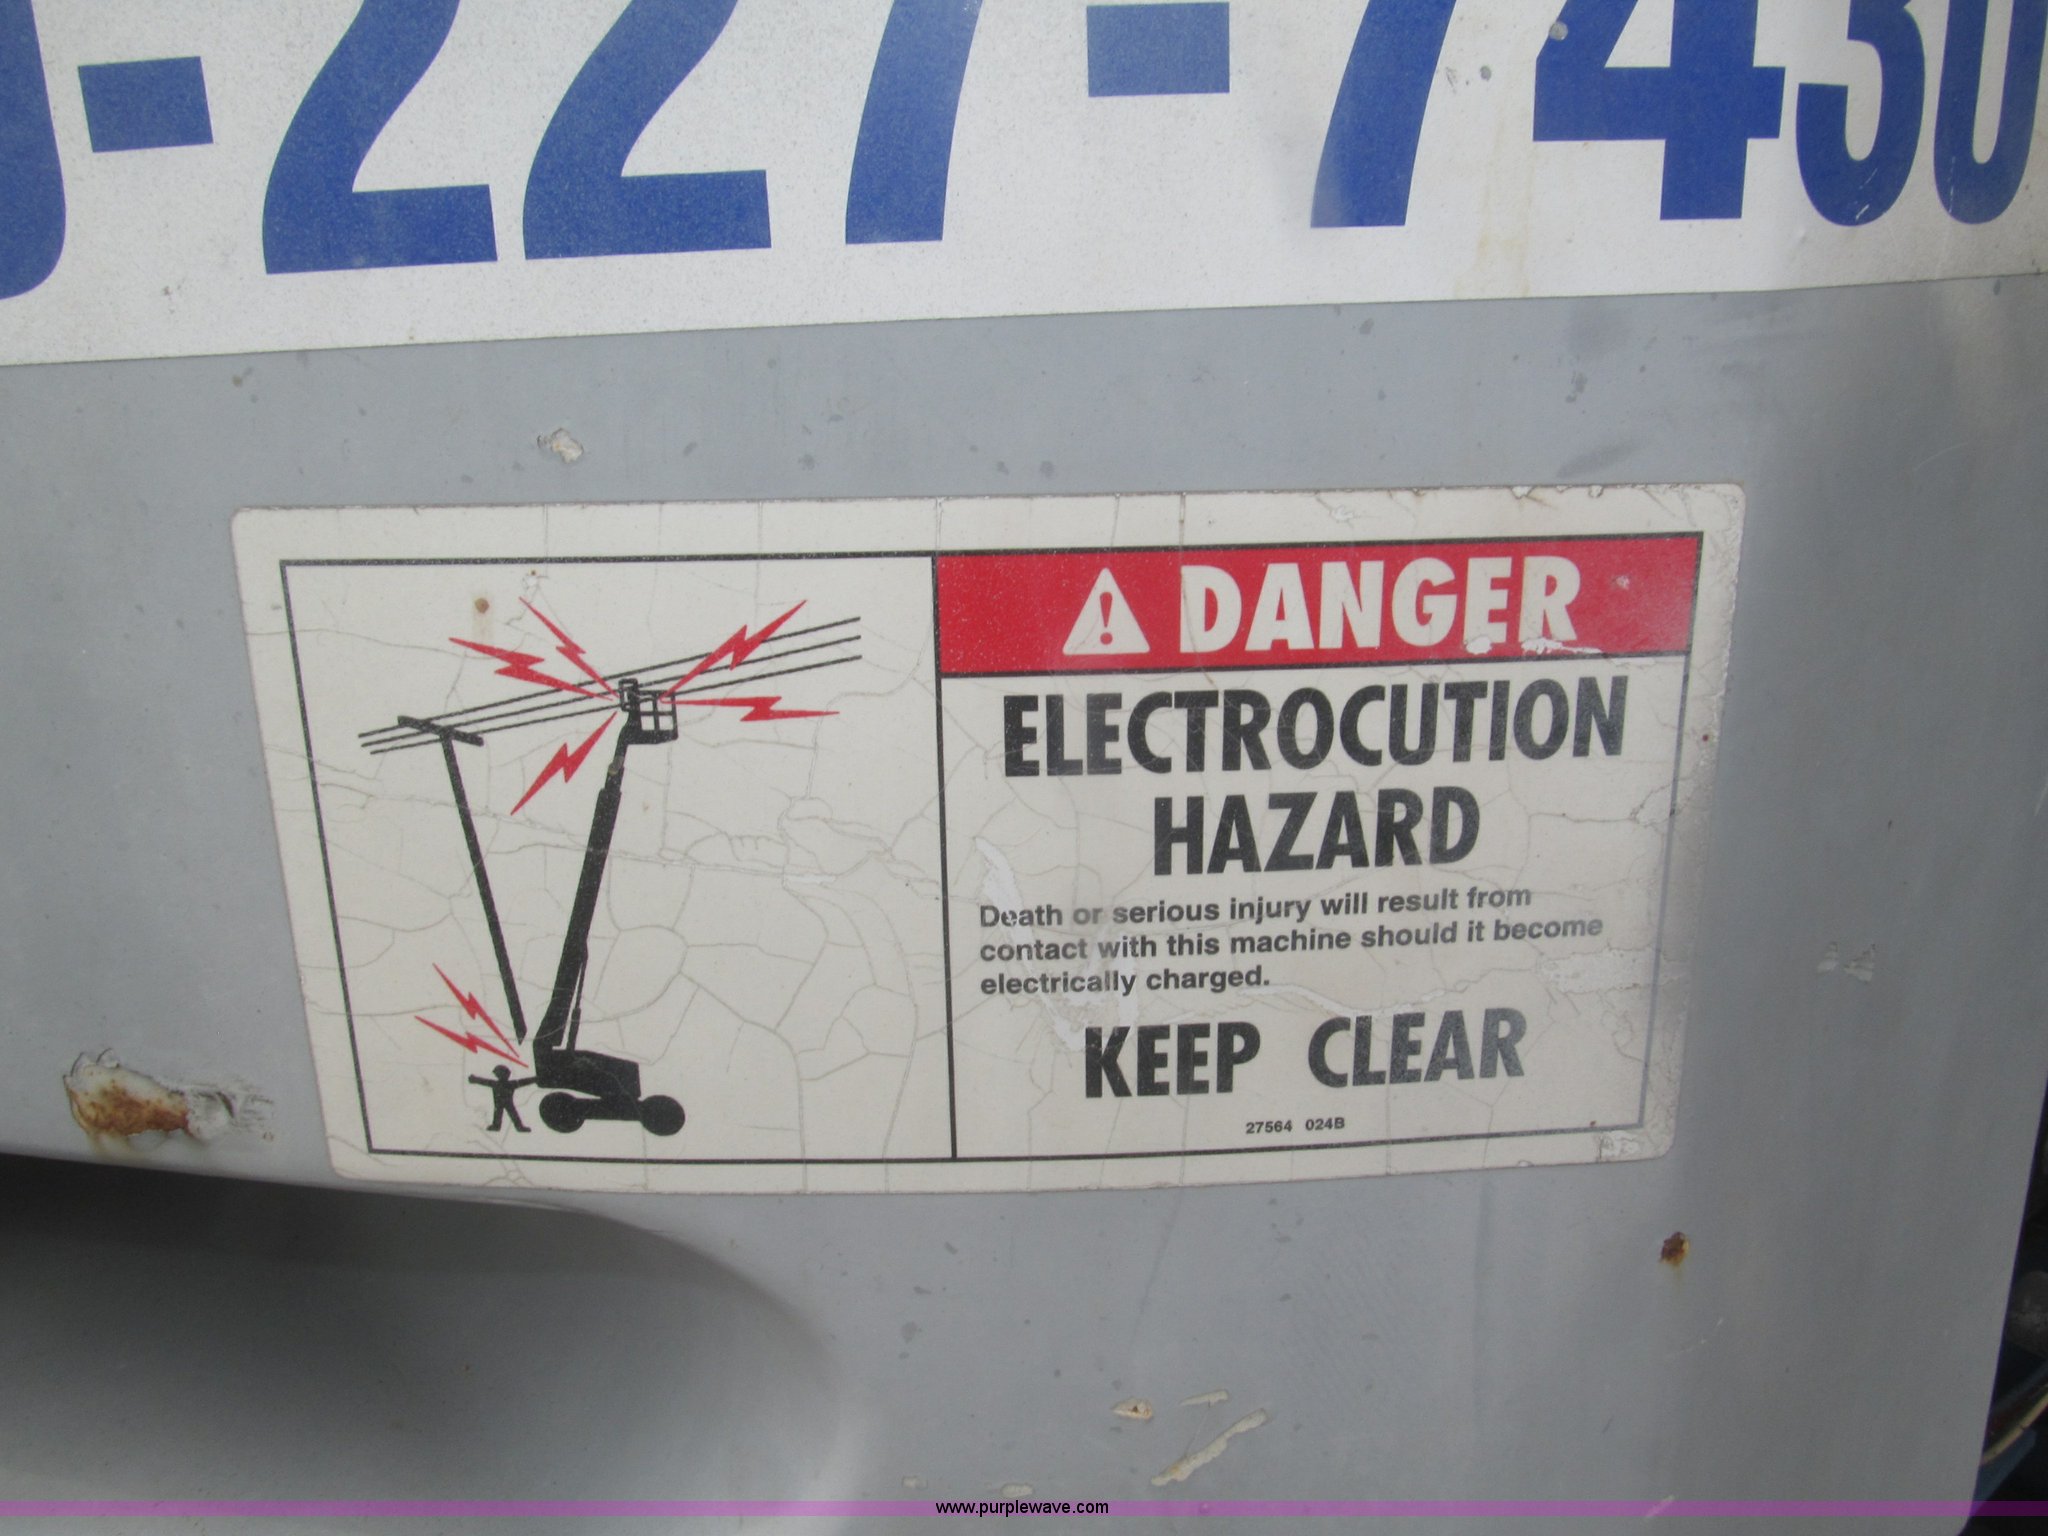 -227-7430
DANGER
ELECTROCUTION
HAZARD
Death or serious injury will result from
contact with this machine should it become
electrically charged.
KEEP CLEAR
27564 024B
www.purplewave.com